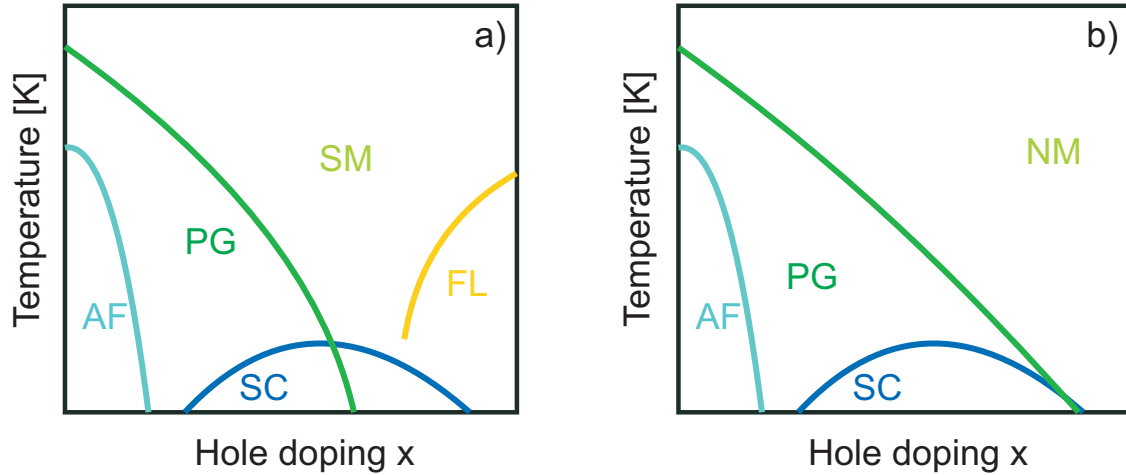 a)
Temperature [K]
SM
PG
FL
AF
SC
Hole doping x
b)
Temperature [K]
NM
PG
AF
SC
Hole doping x